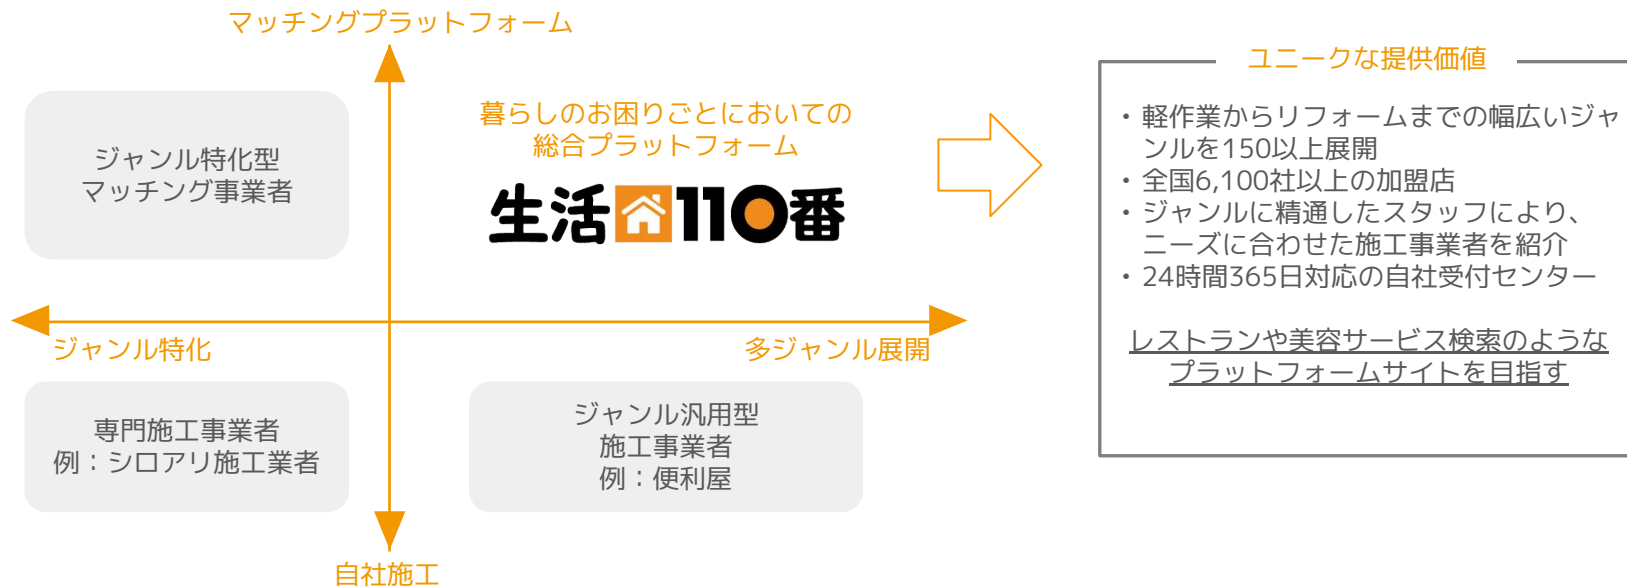 マッチングプラットフォーム
ジャンル特化型
マッチング事業者
暮らしのお困りごとにおいての
総合プラットフォーム
生活110番
ジャンル特化
多ジャンル展開
専門施工事業者
例：シロアリ施工業者
ジャンル汎用型
施工事業者
例：便利屋
自社施工
ユニークな提供価値
・軽作業からリフォームまでの幅広いジャ
ンルを150以上展開
・全国6,100社以上の加盟店
・ジャンルに精通したスタッフにより、
ニーズに合わせた施工事業者を紹介
・24時間365日対応の自社受付センター
レストランや美容サービス検索のような
プラットフォームサイトを目指す